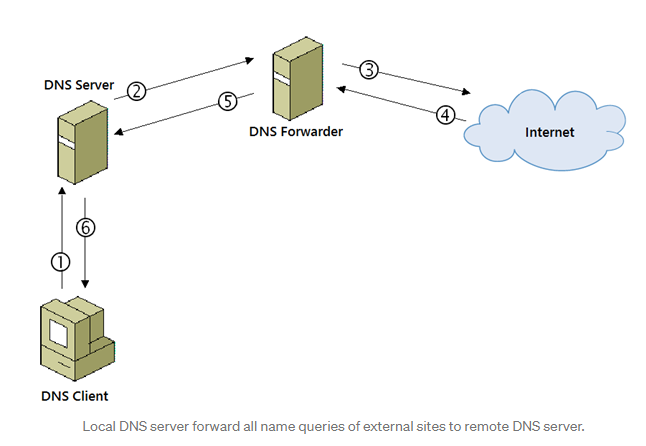 DNS Server
②
③
⑤
④
DNS Forwarder
Internet
⑥
①
DNS Client
Local DNS server forward all name queries of external sites to remote DNS server.